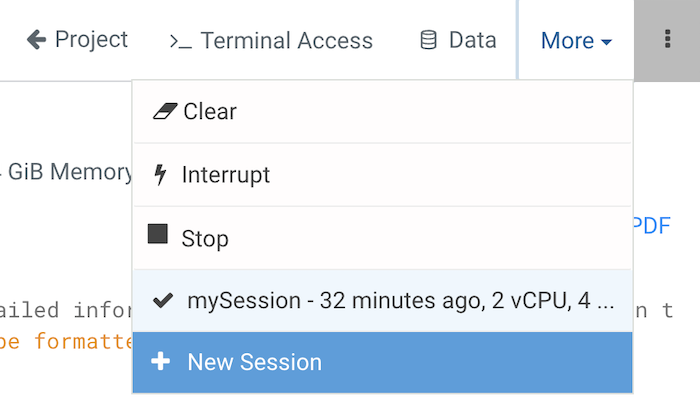 Project
>_ Terminal Access
Data
More
Clear
GiB Memory
Interrupt
PDF
Stop
mySession - 32 minutes ago, 2 vCPU, 4 ...
ailed infor
n t
be formatte
New Session